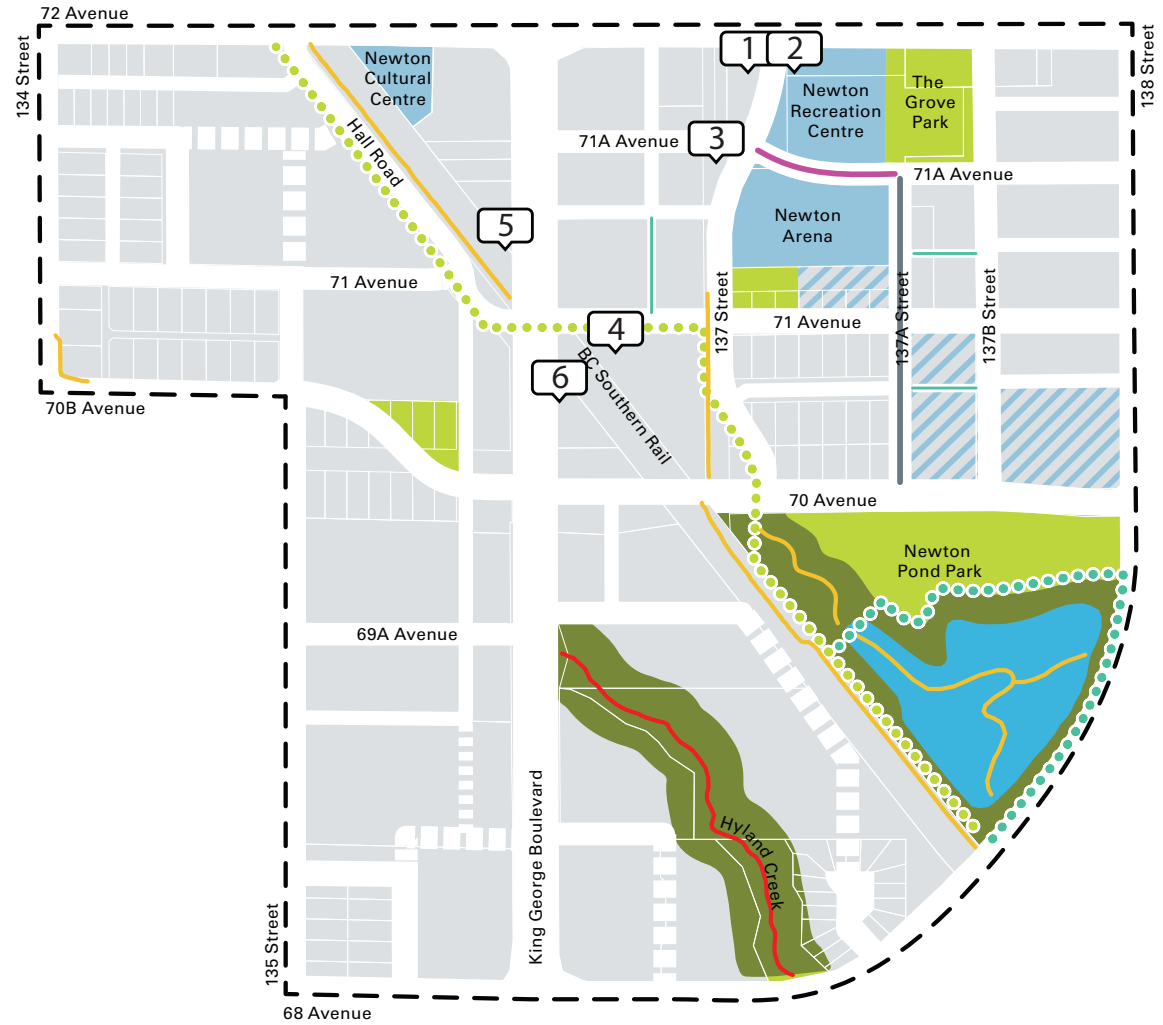 72 Avenue
134 Street
138 Street
1
2
Newton
Cultural
Centre
The
Grove
Park
Newton
Recreation
Centre
Hall Road
71A Avenue
3
71A Avenue
5
Newton
Arena
71 Avenue
137 Street
137A Street
137B Street
4
71 Avenue
6
BC Southern Rail
70B Avenue
70 Avenue
Newton
Pond Park
69A Avenue
King George Boulevard
Hyland Creek
135 Street
68 Avenue